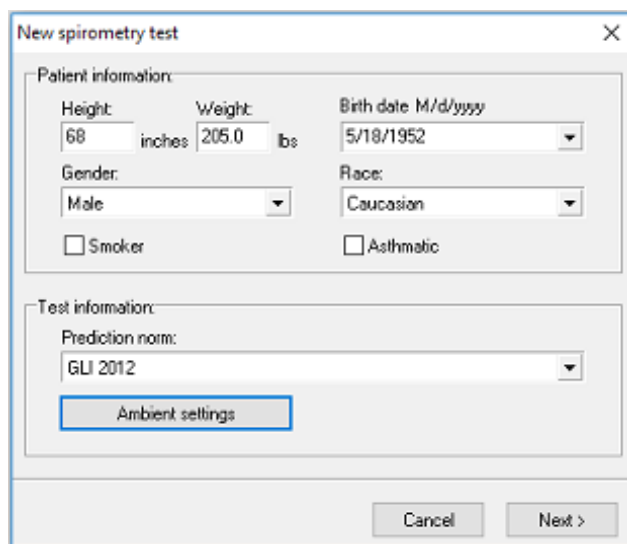 New spirometry test
Patient information:
Height: Weight: Birth date M/d/yyyy
68 inches 205.0 lbs 5/18/1952
Gender: Race:
Male Caucasian
Smoker Asthmatic
Test information:
Prediction norm:
GLI 2012
Ambient settings
Cancel Next >